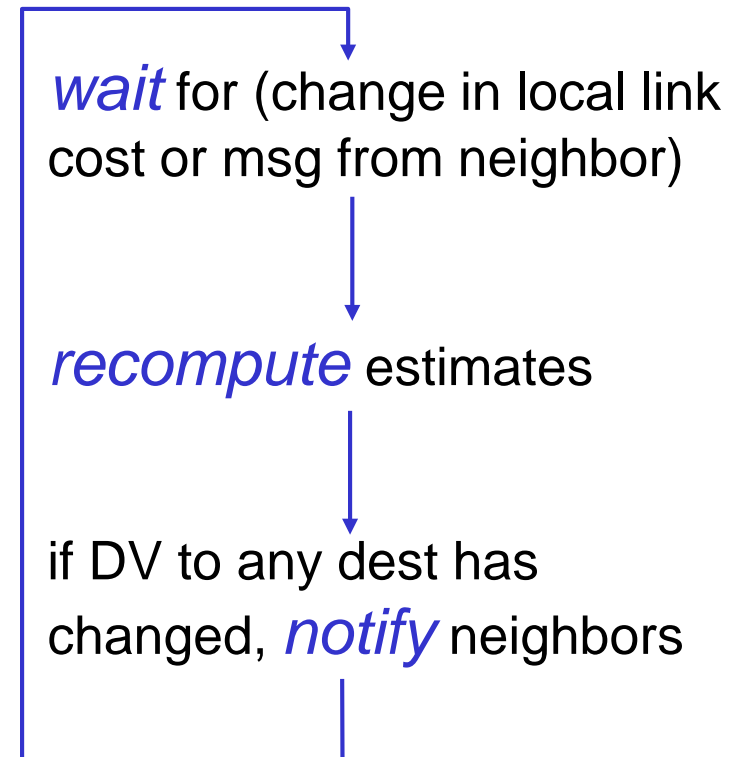 wait for (change in local link
cost or msg from neighbor)
recompute estimates
if DV to any dest has
changed, notify neighbors